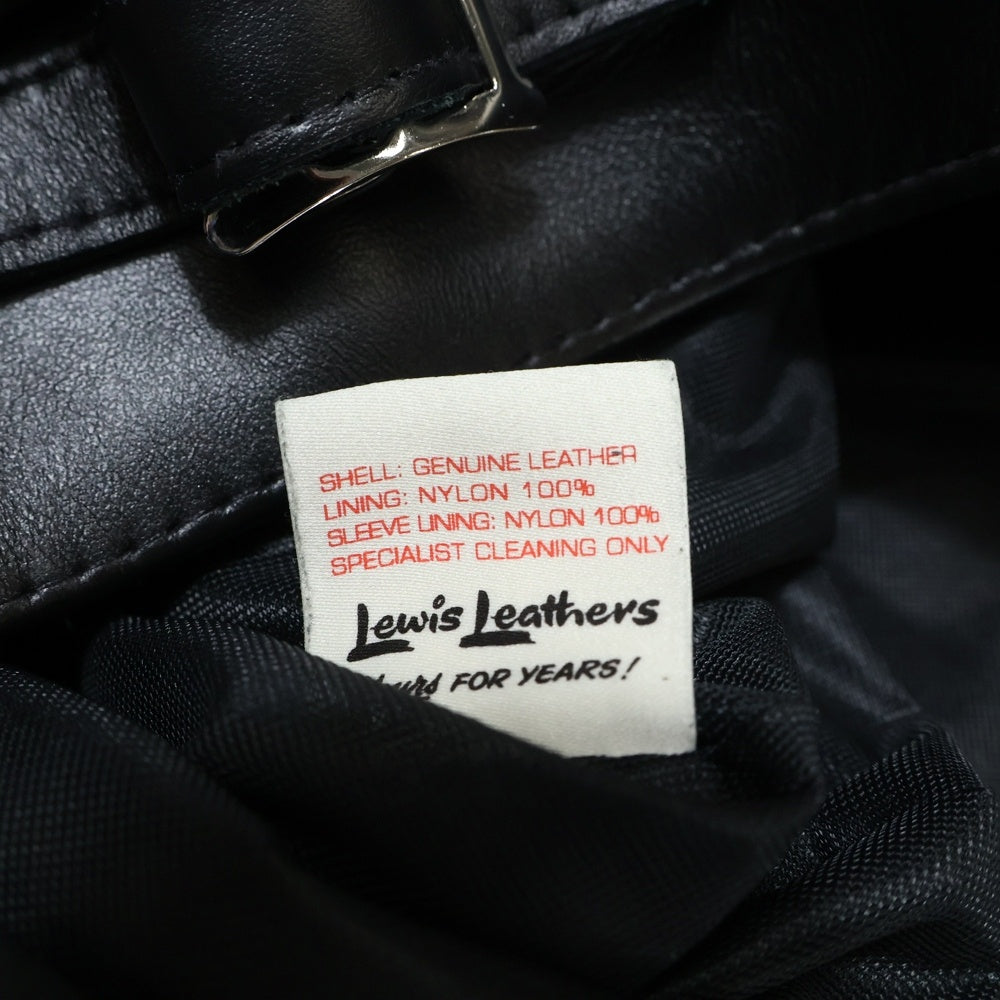 SHELL: GENUINE LEATHER
LINING: NYLON 100%
SLEEVE LINING: NYLON 100%
SPECIALIST CLEANING ONLY
Lewis Leathers
FOR YEARS!